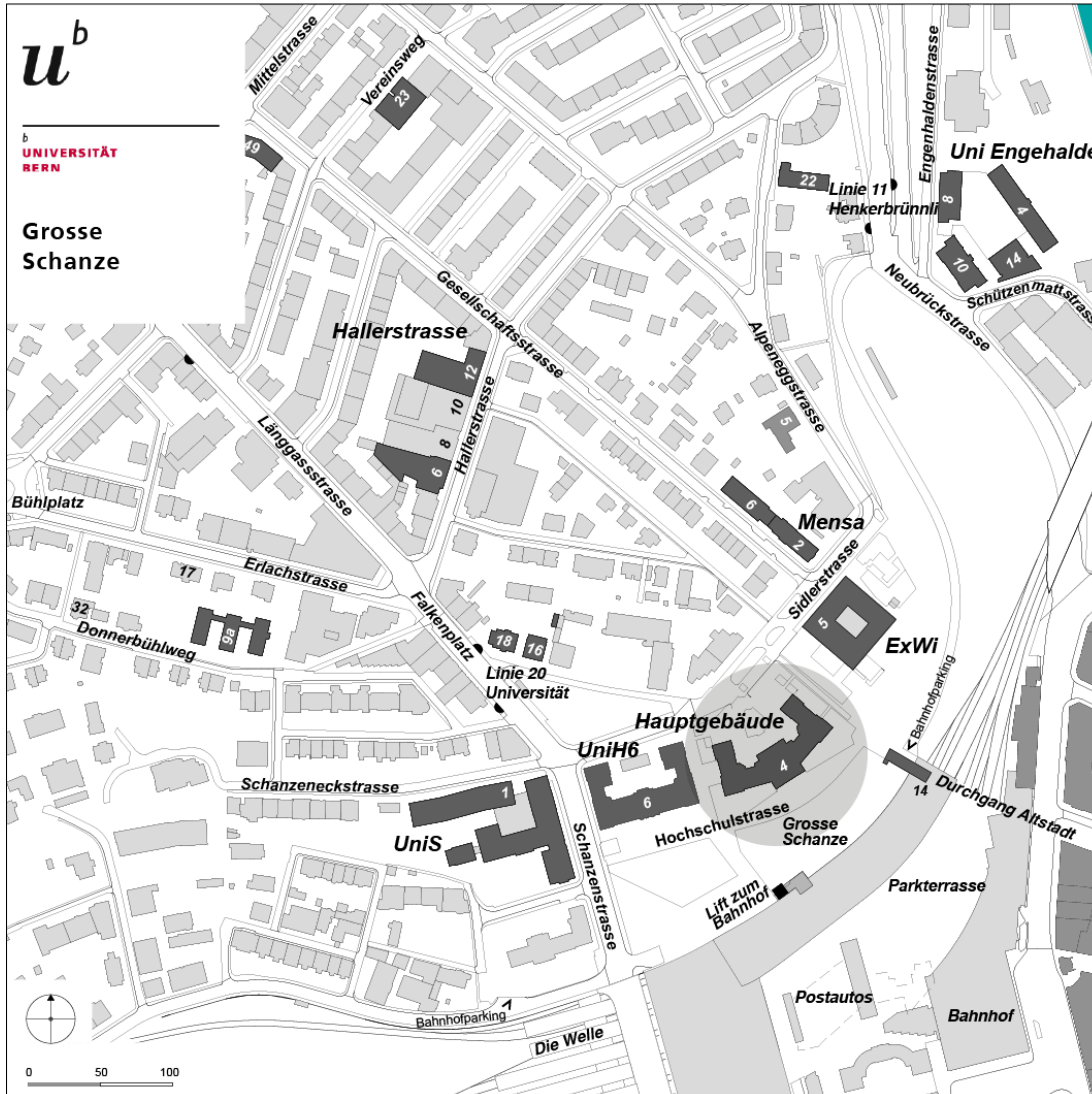 u
b
b
UNIVERSITÄT
BERN
Grosse
Schanze
Mittelstrasse
Vereinsweg
23
49
Engehaldenstrasse
Uni Engehalde
22
Linie 11
Henkerbrünnli
8
4
10
14
Schützenmattstrass
Neubrückstrasse
Gesellschaftsstrasse
Hallerstrasse
12
10
8
6
Hallerstrasse
Alpeneggstrasse
5
Länggassstrasse
Bühlplatz
6
Mensa
2
Erlachstrasse
17
32
9a
Donnerbühlweg
Falkenplatz
18
16
Linie 20
Universität
Sidlerstrasse
5
ExWi
< Bahnhofparking
Hauptgebäude
4
UniH6
6
Schanzeneckstrasse
1
UniS
Hochschulstrasse
Grosse
Schanze
14
Durchgang Altstadt
Schanzenstrasse
Lift zum
Bahnhof
Parkterrasse
Postautos
Bahnhof
Bahnhofparking >
Die Welle
0 50 100